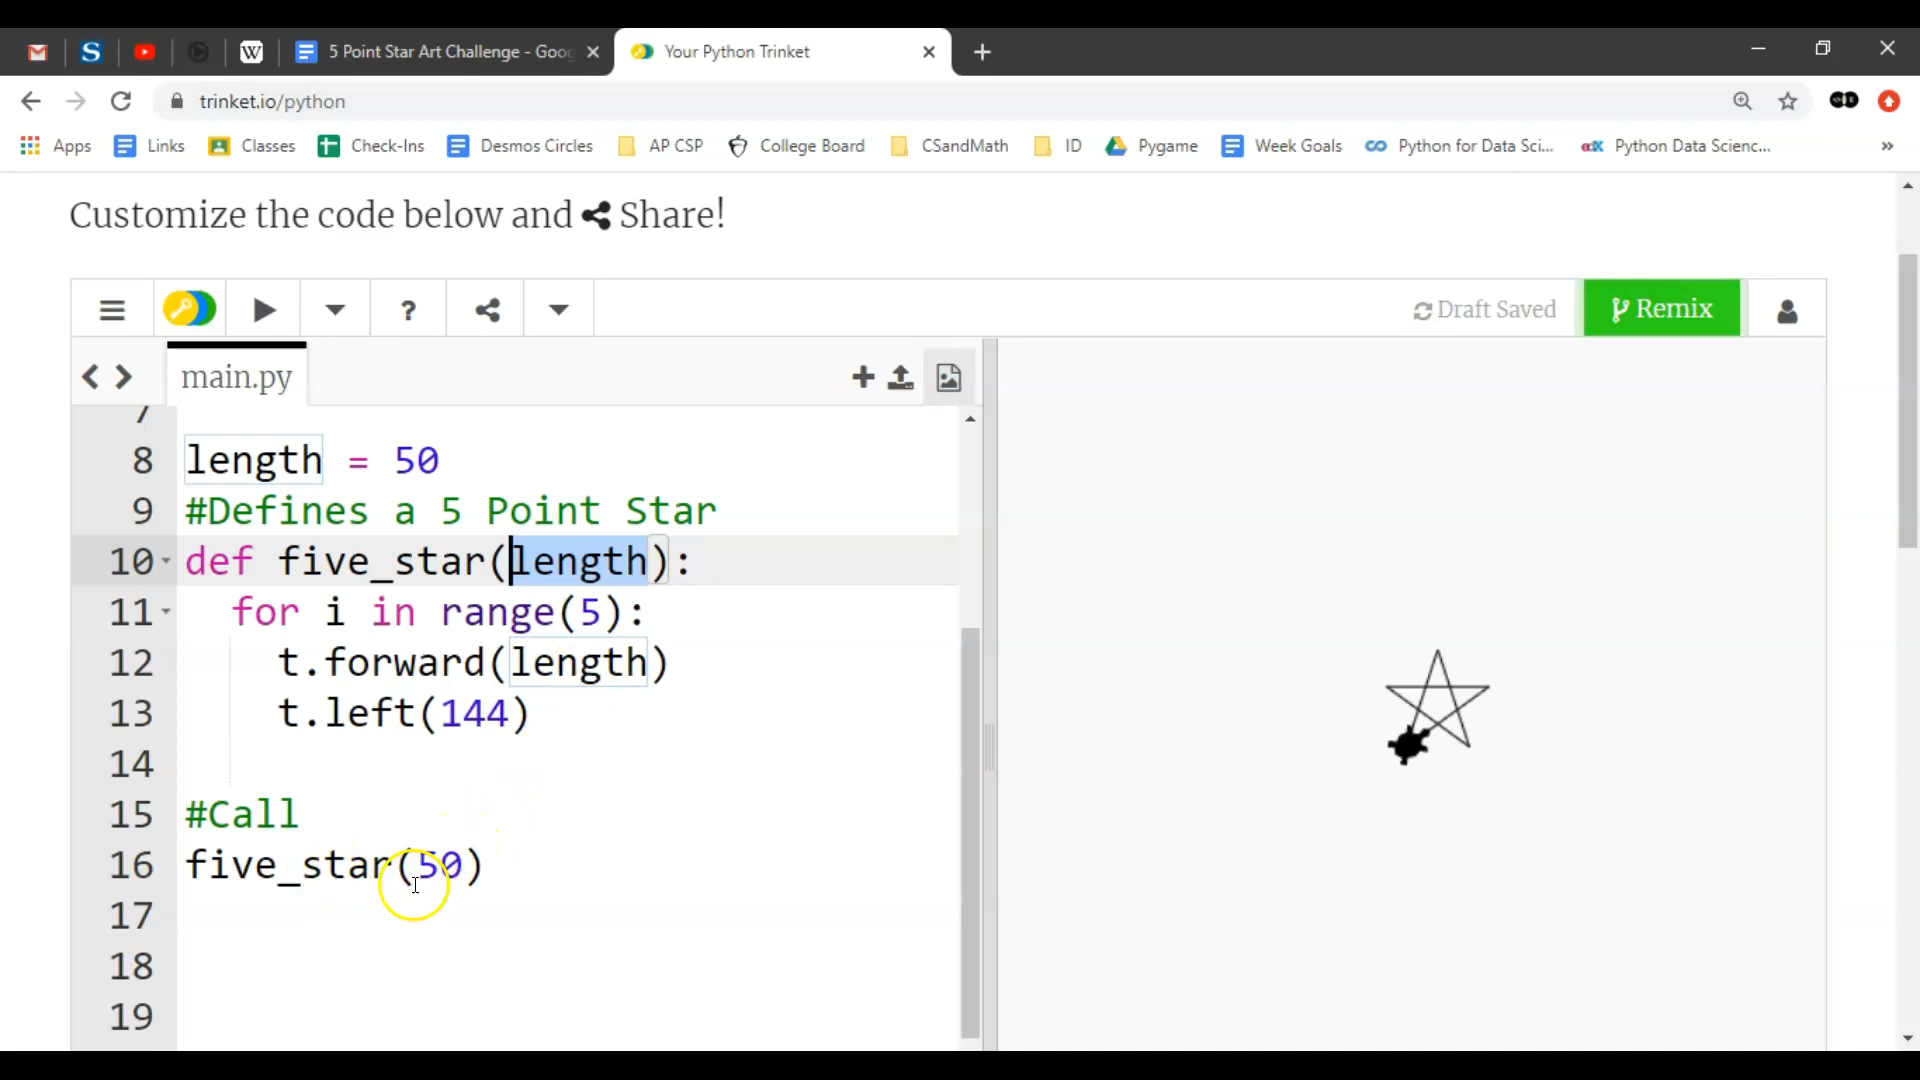 S W 5 Point Star Art Challenge - Goo Your Python Trinket
trinket.io/python
Apps Links Classes Check-Ins Desmos Circles AP CSP College Board CSandMath ID Pygame Week Goals Python for Data Sci... edX Python Data Scienc... »
Customize the code below and Share!
? Draft Saved Remix
main.py
7
8 length = 50
9 #Defines a 5 Point Star
10 def five_star(length):
11 for i in range(5):
12 t.forward(length)
13 t.left(144)
14
15 #Call
16 five_star(50)
17
18
19